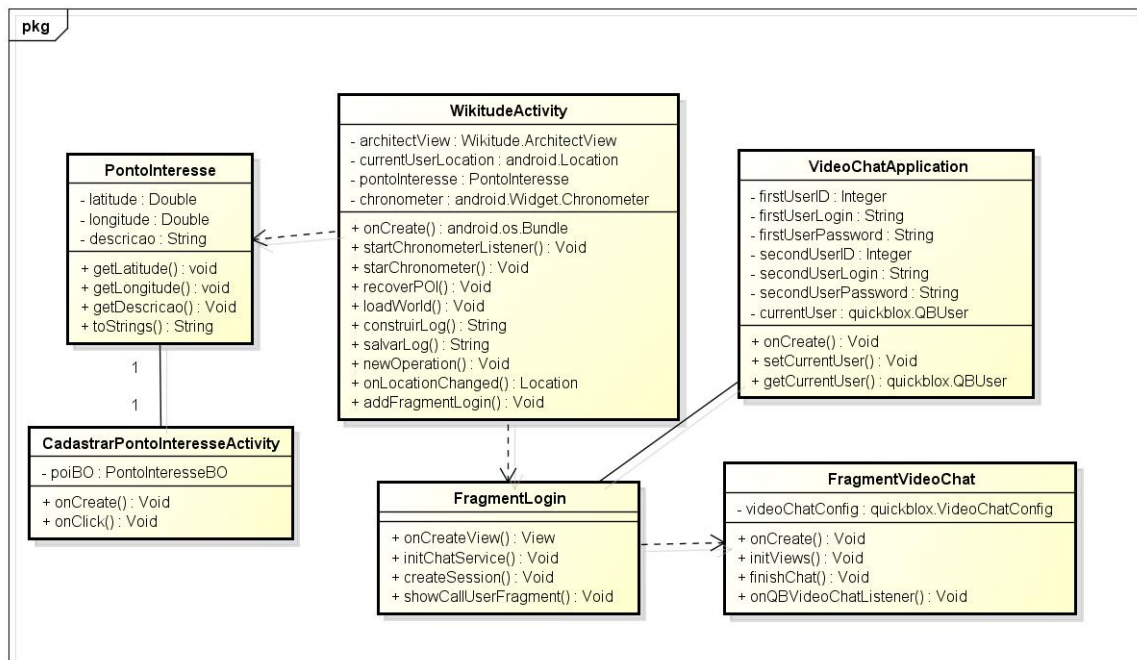 pkg
PontoInteresse
- latitude : Double
- longitude : Double
- descricao : String
+ getLatitude() : void
+ getLongitude() : void
+ getDescricao() : Void
+ toStrings() : String
1
1
CadastrarPontoInteresseActivity
- poiBO : PontoInteresseBO
+ onCreate() : Void
+ onClick() : Void
WikitudeActivity
- architectView : Wikitude.ArchitectView
- currentUserLocation : android.Location
- pontoInteresse : PontoInteresse
- chronometer : android.Widget.Chronometer
+ onCreate() : android.os.Bundle
+ startChronometerListener() : Void
+ starChronometer() : Void
+ recoverPOI() : Void
+ loadWorld() : Void
+ construirLog() : String
+ salvarLog() : String
+ newOperation() : Void
+ onLocationChanged() : Location
+ addFragmentLogin() : Void
VideoChatApplication
- firstUserID : Integer
- firstUserLogin : String
- firstUserPassword : String
- secondUserID : Integer
- secondUserLogin : String
- secondUserPassword : String
- currentUser : quickblox.QBUser
+ onCreate() : Void
+ setCurrentUser() : Void
+ getCurrentUser() : quickblox.QBUser
FragmentLogin
+ onCreateView() : View
+ initChatService() : Void
+ createSession() : Void
+ showCallUserFragment() : Void
FragmentVideoChat
- videoChatConfig : quickblox.VideoChatConfig
+ onCreate() : Void
+ initViews() : Void
+ finishChat() : Void
+ onQBVideoChatListener() : Void